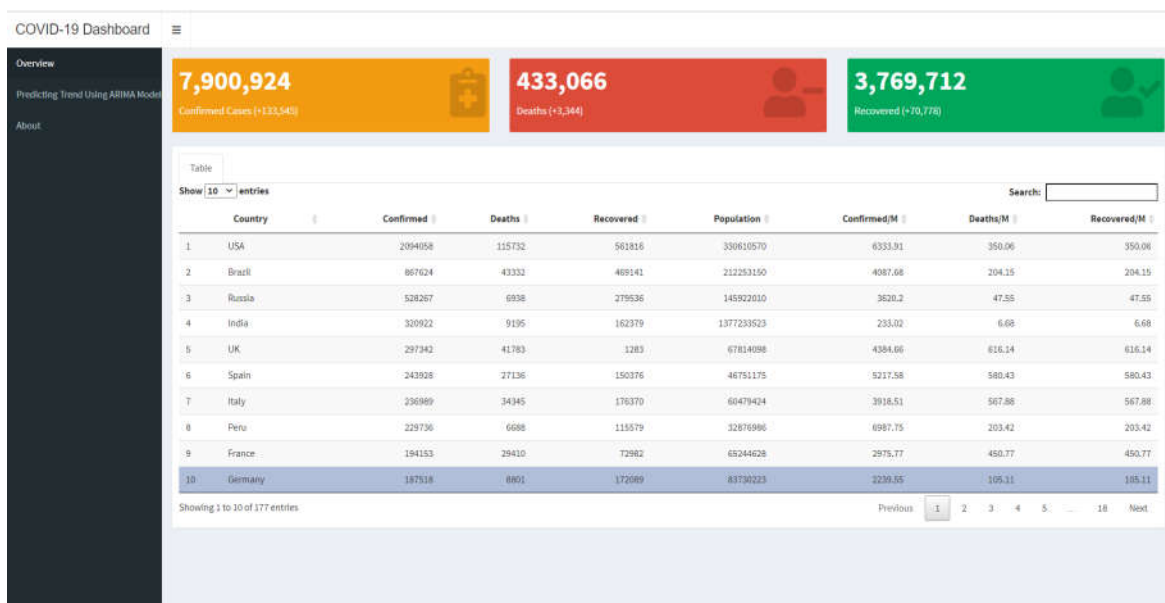 COVID-19 Dashboard ≡
Overview
Predicting Trend Using ARIMA Model
About
7,900,924
Confirmed Cases (+133,545)
433,066
Deaths (+3,344)
3,769,712
Recovered (+70,778)
Table
Show 10 entries
Search:
Country Confirmed Deaths Recovered Population Confirmed/M Deaths/M Recovered/M
1 USA 2094058 115732 561816 330610570 6333.91 350.06 350.06
2 Brazil 867624 43332 469141 212253150 4087.68 204.15 204.15
3 Russia 528267 6938 279536 145922010 3620.2 47.55 47.55
4 India 320922 9195 162379 1377233523 233.02 6.68 6.68
5 UK 297342 41783 1283 67814098 4384.66 616.14 616.14
6 Spain 243928 27136 150376 46751175 5217.58 580.43 580.43
7 Italy 236989 34345 176370 60479424 3918.51 567.88 567.88
8 Peru 229736 6688 115579 32876986 6987.75 203.42 203.42
9 France 194153 29410 72982 65244628 2975.77 450.77 450.77
10 Germany 187518 8801 172089 83730223 2239.55 105.11 105.11
Showing 1 to 10 of 177 entries
Previous 1 2 3 4 5 … 18 Next